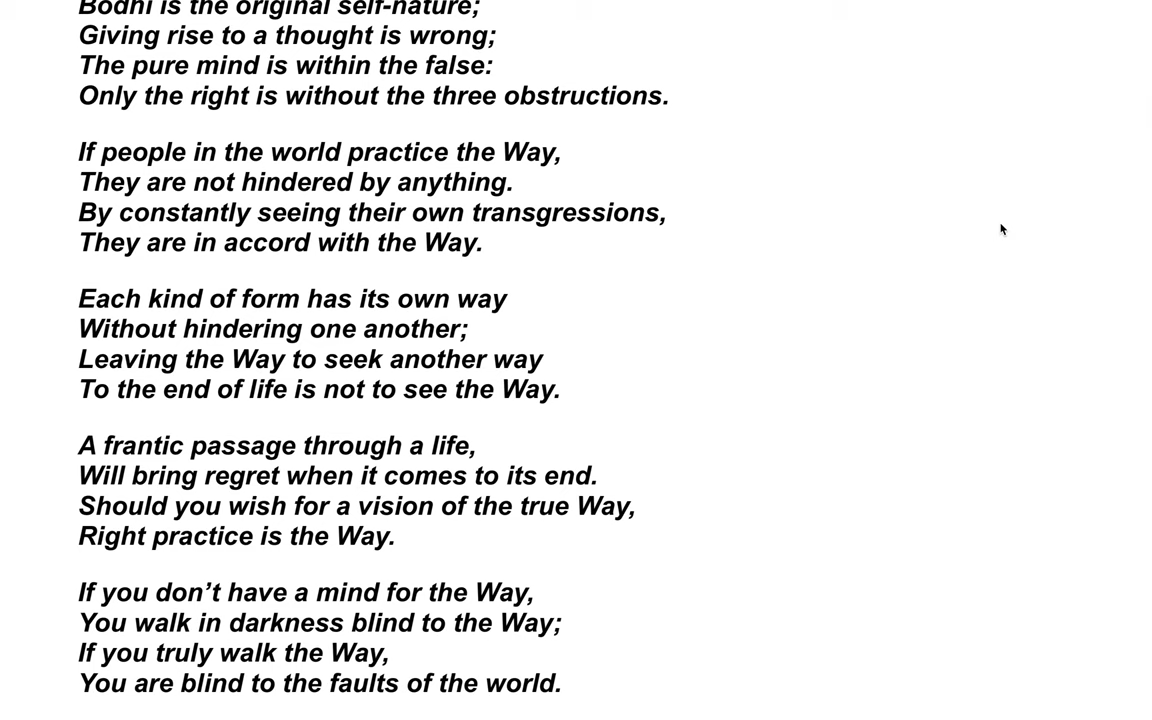 Bodhi is the original self-nature;
Giving rise to a thought is wrong;
The pure mind is within the false:
Only the right is without the three obstructions.
If people in the world practice the Way,
They are not hindered by anything.
By constantly seeing their own transgressions,
They are in accord with the Way.
Each kind of form has its own way
Without hindering one another;
Leaving the Way to seek another way
To the end of life is not to see the Way.
A frantic passage through a life,
Will bring regret when it comes to its end.
Should you wish for a vision of the true Way,
Right practice is the Way.
If you don’t have a mind for the Way,
You walk in darkness blind to the Way;
If you truly walk the Way,
You are blind to the faults of the world.